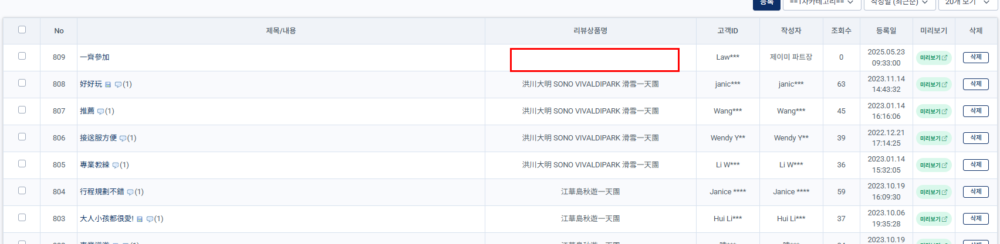 등록 ==1차카테고리== 작성일 (최근순) 20개 보기
No 제목/내용 리뷰상품명 고객ID 작성자 조회수 등록일 미리보기 삭제
809 一齊參加 Law*** 제이미 파트장 0 2025.05.23 09:33:00 미리보기 삭제
808 好好玩 (1) 洪川大明 SONO VIVALDIPARK 滑雪一天團 janic*** janic*** 63 2023.11.14 14:43:32 미리보기 삭제
807 推薦 (1) 洪川大明 SONO VIVALDIPARK 滑雪一天團 Wang*** Wang*** 45 2023.01.14 16:16:06 미리보기 삭제
806 接送服方便 (1) 洪川大明 SONO VIVALDIPARK 滑雪一天團 Wendy Y** Wendy Y** 39 2022.12.21 17:14:25 미리보기 삭제
805 專業教練 (1) 洪川大明 SONO VIVALDIPARK 滑雪一天團 Li W*** Li W*** 36 2023.01.14 15:32:05 미리보기 삭제
804 行程規劃不錯 (1) 江華島秋遊一天團 Janice **** Janice **** 59 2023.10.19 16:09:30 미리보기 삭제
803 大人小孩都很愛! (1) 江華島秋遊一天團 Hui Li*** Hui Li*** 37 2023.10.06 19:35:28 미리보기 삭제
2023.10.19